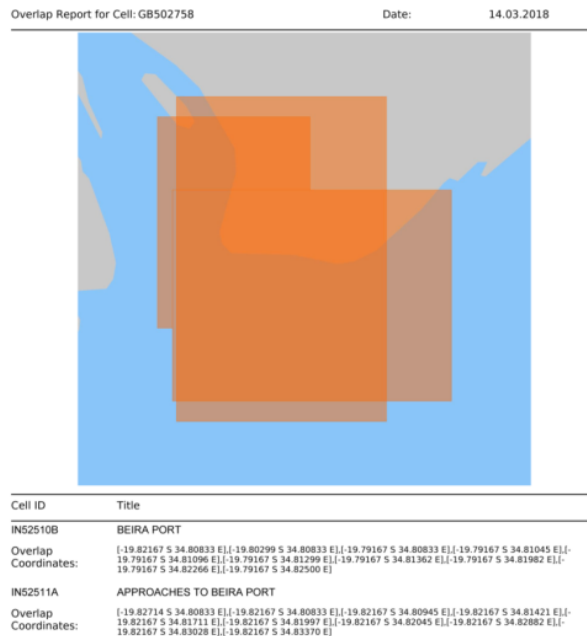 Overlap Report for Cell: GB502758 Date: 14.03.2018
Cell ID Title
IN52510B BEIRA PORT
Overlap Coordinates: [-19.82167 S 34.80833 E],[-19.80299 S 34.80833 E],[-19.79167 S 34.80833 E],[-19.79167 S 34.81045 E],[-
19.79167 S 34.81096 E],[-19.79167 S 34.81299 E],[-19.79167 S 34.81362 E],[-19.79167 S 34.81982 E],[-
19.79167 S 34.82266 E],[-19.79167 S 34.82500 E]
IN52511A APPROACHES TO BEIRA PORT
Overlap Coordinates: [-19.82714 S 34.80833 E],[-19.82167 S 34.80833 E],[-19.82167 S 34.80945 E],[-19.82167 S 34.81421 E],[-
19.82167 S 34.81711 E],[-19.82167 S 34.81997 E],[-19.82167 S 34.82045 E],[-19.82167 S 34.82882 E],[-
19.82167 S 34.83028 E],[-19.82167 S 34.83370 E]